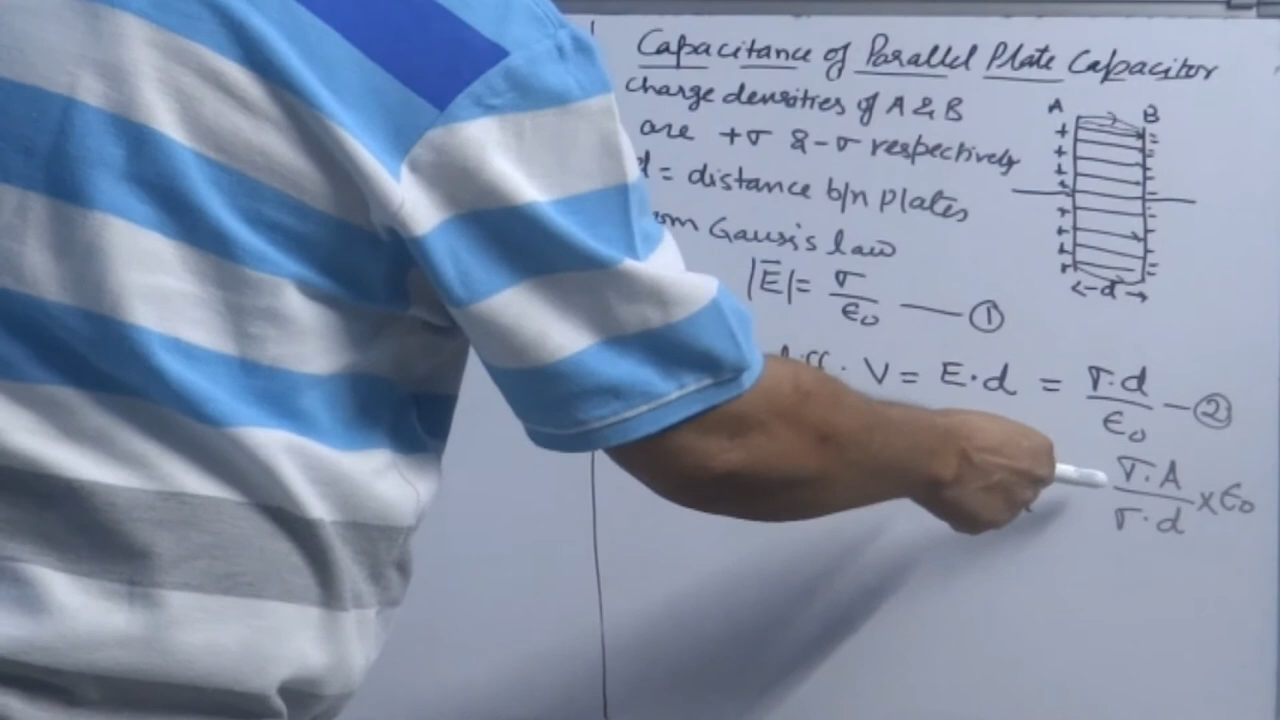 Capacitance of Parallel Plate Capacitor
charge densities of A & B
are +σ & -σ respectively
d = distance b/n plates
Gauss's law
|E̅| = σ/ϵ₀ — ①
V = E·d = σ·d/ϵ₀ — ②
σ·A/σ·d × ϵ₀
A B
+ + + + + + + +
- - - - - - - -
←d→